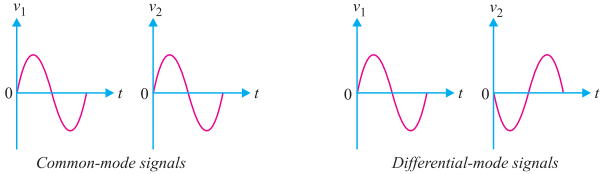 v1 v2 v1 v2
0 t 0 t 0 t 0 t
Common-mode signals Differential-mode signals